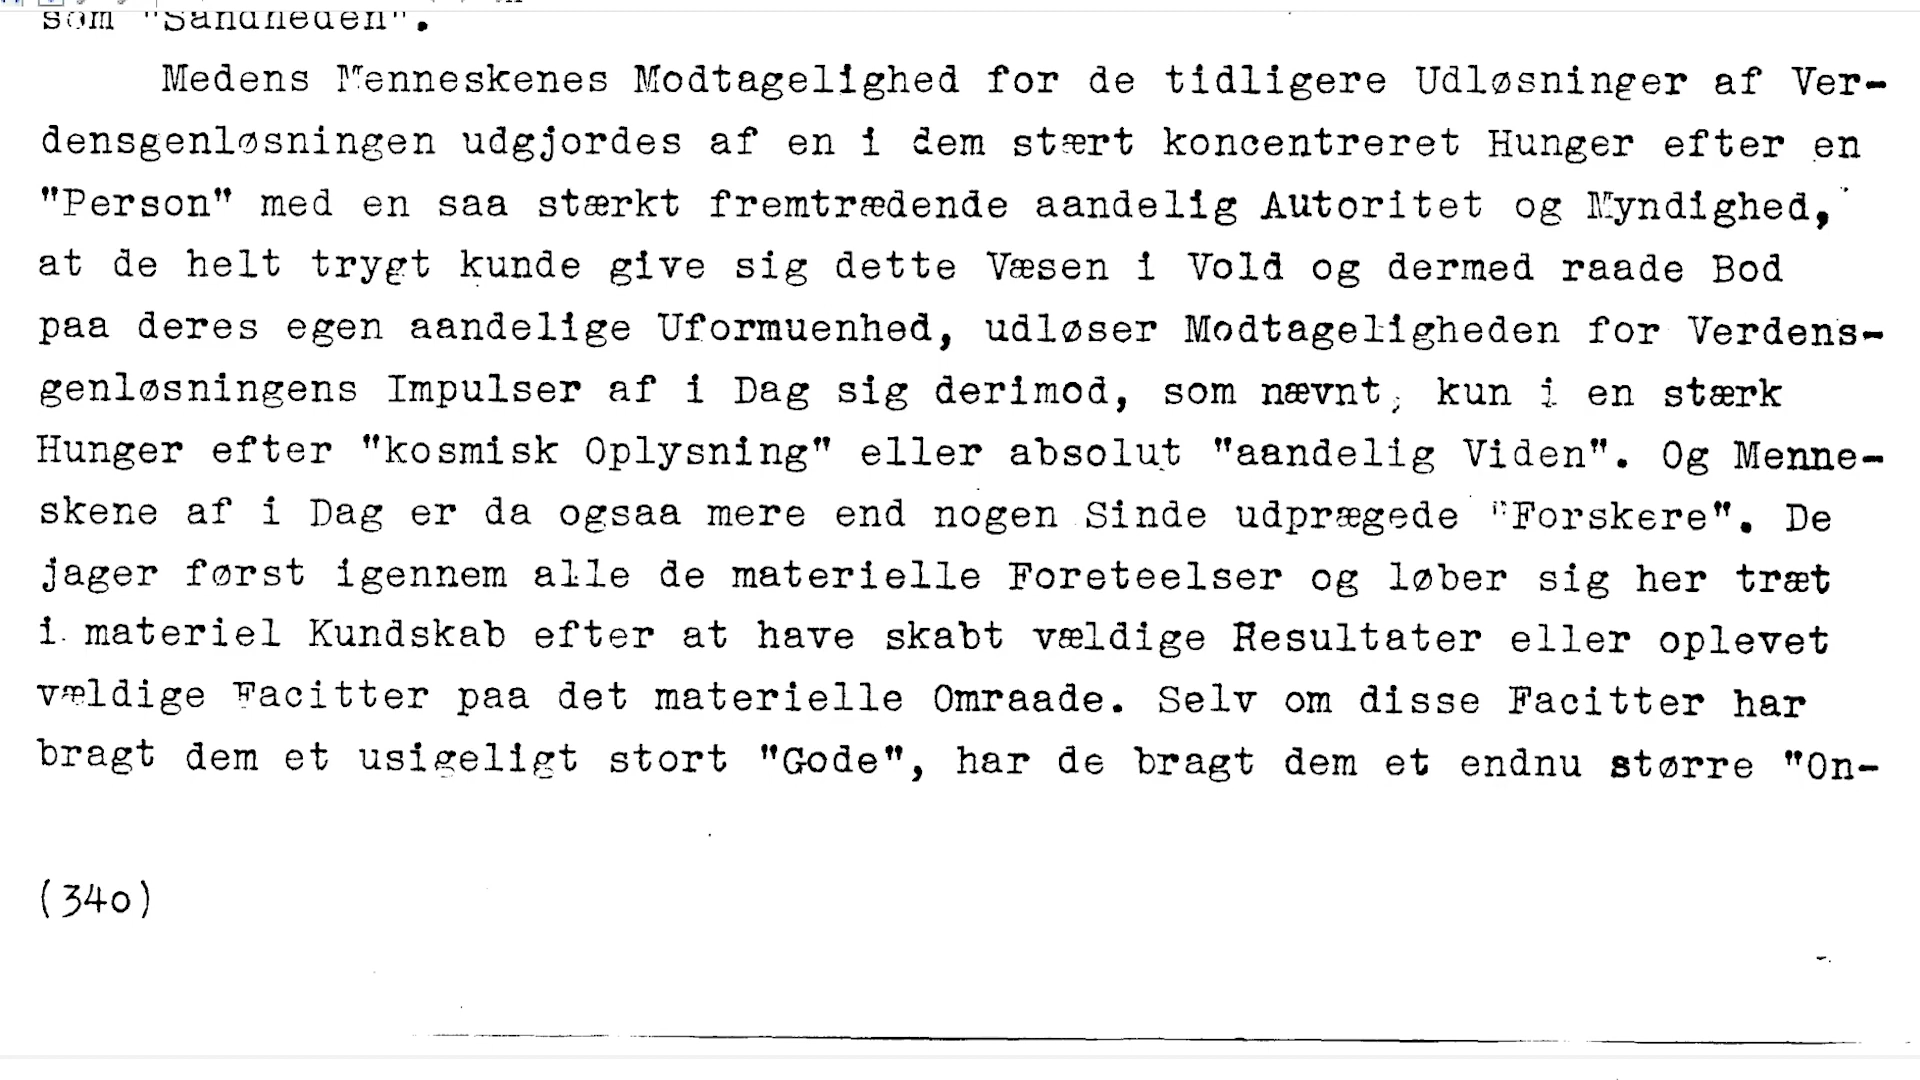 som "Sandheden".
Medens Menneskenes Modtagelighed for de tidligere Udløsninger af Ver-
densgenløsningen udgjordes af en i dem stært koncentreret Hunger efter en
"Person" med en saa stærkt fremtrædende aandelig Autoritet og Myndighed,
at de helt trygt kunde give sig dette Væsen i Vold og dermed raade Bod
paa deres egen aandelige Uformuenhed, udløser Modtageligheden for Verdens-
genløsningens Impulser af i Dag sig derimod, som nævnt, kun i en stærk
Hunger efter "kosmisk Oplysning" eller absolut "aandelig Viden". Og Menne-
skene af i Dag er da ogsaa mere end nogen Sinde udprægede "Forskere". De
jager først igennem alle de materielle Foreteelser og løber sig her træt
i materiel Kundskab efter at have skabt vældige Resultater eller oplevet
vældige Facitter paa det materielle Omraade. Selv om disse Facitter har
bragt dem et usigeligt stort "Gode", har de bragt dem et endnu større "On-
(340)